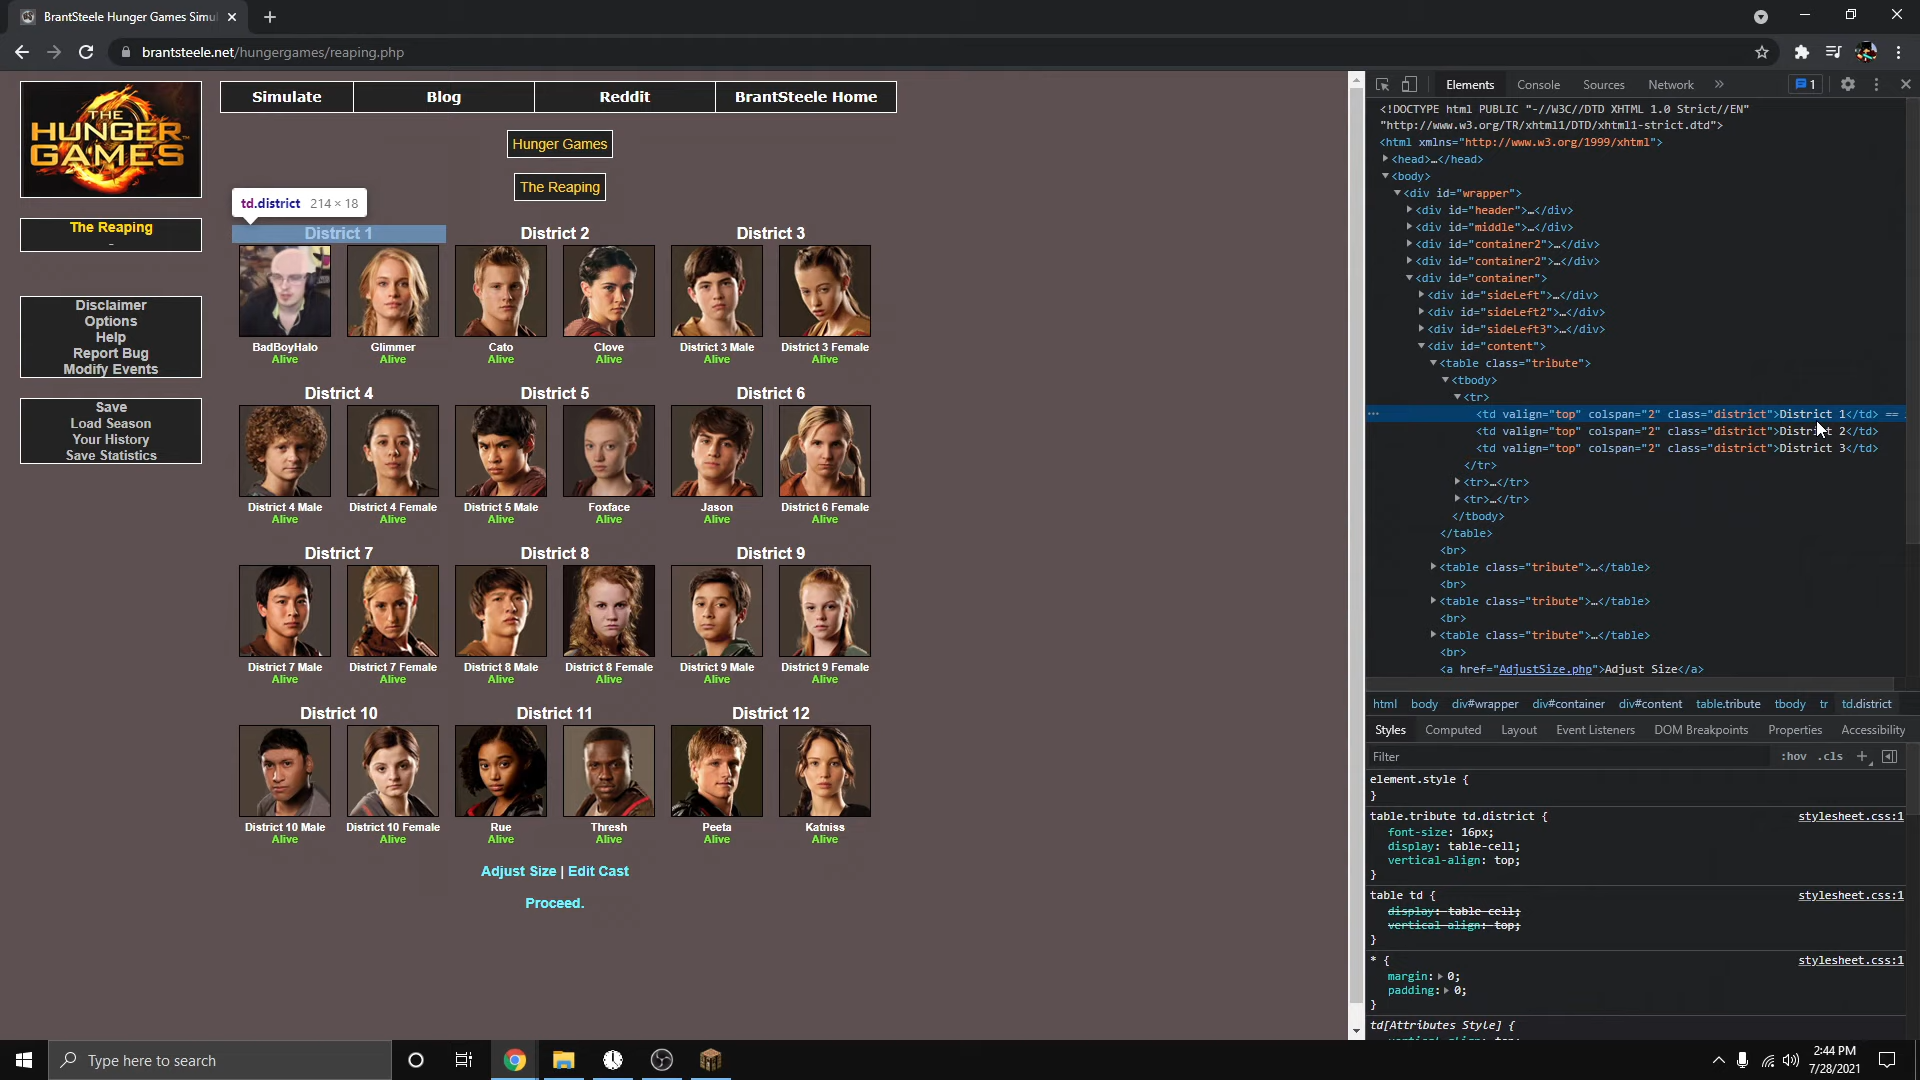 BrantSteele Hunger Games Simul
brantsteele.net/hungergames/reaping.php
THE HUNGER GAMES
Simulate
Blog
Reddit
BrantSteele Home
Hunger Games
The Reaping
The Reaping
-
Disclaimer
Options
Help
Report Bug
Modify Events
Save
Load Season
Your History
Save Statistics
td.district 214 × 18
District 1 District 2 District 3
BadBoyHalo Glimmer Cato Clove District 3 Male District 3 Female
Alive Alive Alive Alive Alive Alive
District 4 District 5 District 6
District 4 Male District 4 Female District 5 Male Foxface Jason District 6 Female
Alive Alive Alive Alive Alive Alive
District 7 District 8 District 9
District 7 Male District 7 Female District 8 Male District 8 Female District 9 Male District 9 Female
Alive Alive Alive Alive Alive Alive
District 10 District 11 District 12
District 10 Male District 10 Female Rue Thresh Peeta Katniss
Alive Alive Alive Alive Alive Alive
Adjust Size | Edit Cast
Proceed.
Elements Console Sources Network » 1
<!DOCTYPE html PUBLIC "-//W3C//DTD XHTML 1.0 Strict//EN"
"http://www.w3.org/TR/xhtml1/DTD/xhtml1-strict.dtd">
<html xmlns="http://www.w3.org/1999/xhtml">
<head>…</head>
<body>
<div id="wrapper">
<div id="header">…</div>
<div id="middle">…</div>
<div id="container2">…</div>
<div id="container2">…</div>
<div id="container">
<div id="sideLeft">…</div>
<div id="sideLeft2">…</div>
<div id="sideLeft3">…</div>
<div id="content">
<table class="tribute">
<tbody>
<tr>
<td valign="top" colspan="2" class="district">District 1</td> ==
<td valign="top" colspan="2" class="district">District 2</td>
<td valign="top" colspan="2" class="district">District 3</td>
</tr>
<tr>…</tr>
<tr>…</tr>
</tbody>
</table>
<br>
<table class="tribute">…</table>
<br>
<table class="tribute">…</table>
<br>
<table class="tribute">…</table>
<br>
<a href="AdjustSize.php">Adjust Size</a>
html body div#wrapper div#container div#content table.tribute tbody tr td.district
Styles Computed Layout Event Listeners DOM Breakpoints Properties Accessibility
Filter :hov .cls +
element.style {
}
table.tribute td.district { stylesheet.css:1
font-size: 16px;
display: table-cell;
vertical-align: top;
}
table td { stylesheet.css:1
display: table-cell;
vertical-align: top;
}
* { stylesheet.css:1
margin: 0;
padding: 0;
}
td[Attributes Style] {
Type here to search
2:44 PM
7/28/2021